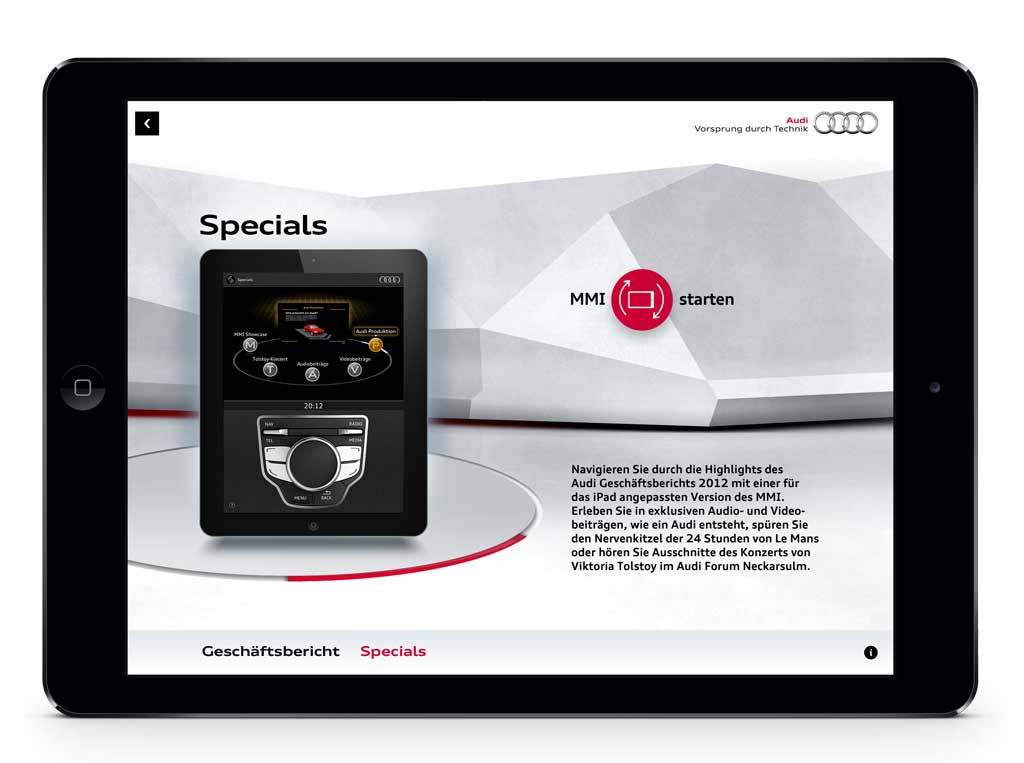 Audi
Vorsprung durch Technik
Specials
Specials
Audi Produktion
MMI Showcase
Audi Produktion
M
P
Tolstoy-Konzert
Audiobeiträge
Videobeiträge
T
A
V
20:12
NAV
RADIO
TEL
MEDIA
MENU
BACK
MMI
starten
Navigieren Sie durch die Highlights des
Audi Geschäftsberichts 2012 mit einer für
das iPad angepassten Version des MMI.
Erleben Sie in exklusiven Audio- und Video-
beiträgen, wie ein Audi entsteht, spüren Sie
den Nervenkitzel der 24 Stunden von Le Mans
oder hören Sie Ausschnitte des Konzerts von
Viktoria Tolstoy im Audi Forum Neckarsulm.
Geschäftsbericht Specials
i